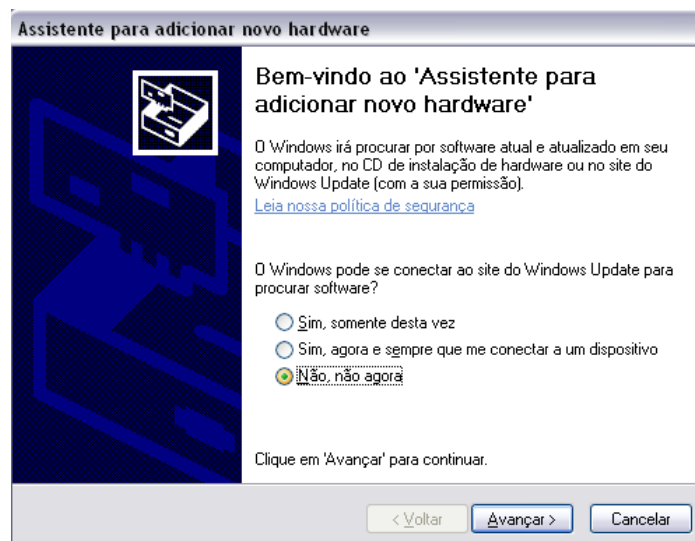 Assistente para adicionar novo hardware
Bem-vindo ao 'Assistente para
adicionar novo hardware'
O Windows irá procurar por software atual e atualizado em seu
computador, no CD de instalação de hardware ou no site do
Windows Update (com a sua permissão).
Leia nossa política de segurança
O Windows pode se conectar ao site do Windows Update para
procurar software?
Sim, somente desta vez
Sim, agora e sempre que me conectar a um dispositivo
Não, não agora
Clique em 'Avançar' para continuar.
< Voltar
Avançar >
Cancelar